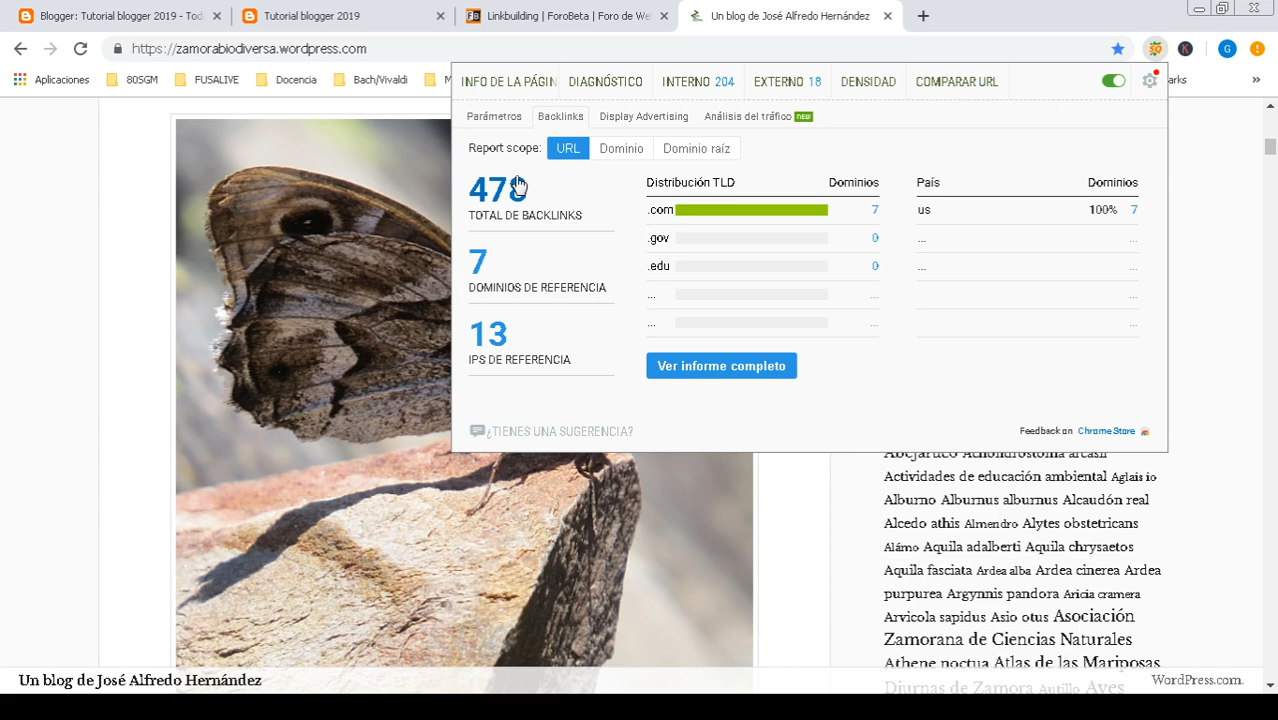 Blogger: Tutorial blogger 2019 - Tod
Tutorial blogger 2019
Linkbuilding | ForoBeta | Foro de We
Un blog de José Alfredo Hernández
https://zamorabiodiversa.wordpress.com
Aplicaciones
80SGM
FUSALIVE
Docencia
Bach/Vivaldi
M
arks
INFO DE LA PÁGIN
DIAGNÓSTICO
INTERNO 204
EXTERNO 18
DENSIDAD
COMPARAR URL
Parámetros
Backlinks
Display Advertising
Análisis del tráfico NEW
Report scope:
URL
Dominio
Dominio raíz
TOTAL DE BACKLINKS
7
DOMINIOS DE REFERENCIA
13
IPS DE REFERENCIA
Distribución TLD Dominios
.com 7
.gov 0
.edu 0
... ...
... ...
País Dominios
us 100% 7
... ...
... ...
...
...
Ver informe completo
¿TIENES UNA SUGERENCIA?
Feedback on Chrome Store
Abejaruco Achondrostoma arcasii
Actividades de educación ambiental Aglais io
Alburno Alburnus alburnus Alcaudón real
Alcedo athis Almendro Alytes obstetricans
Álamo Aquila adalberti Aquila chrysaetos
Aquila fasciata Ardea alba Ardea cinerea Ardea
purpurea Argynnis pandora Aricia cramera
Arvicola sapidus Asio otus Asociación
Zamorana de Ciencias Naturales
Athene noctua Atlas de las Mariposas
Diurnas de Zamora Autillo Aves
Un blog de José Alfredo Hernández
WordPress.com.